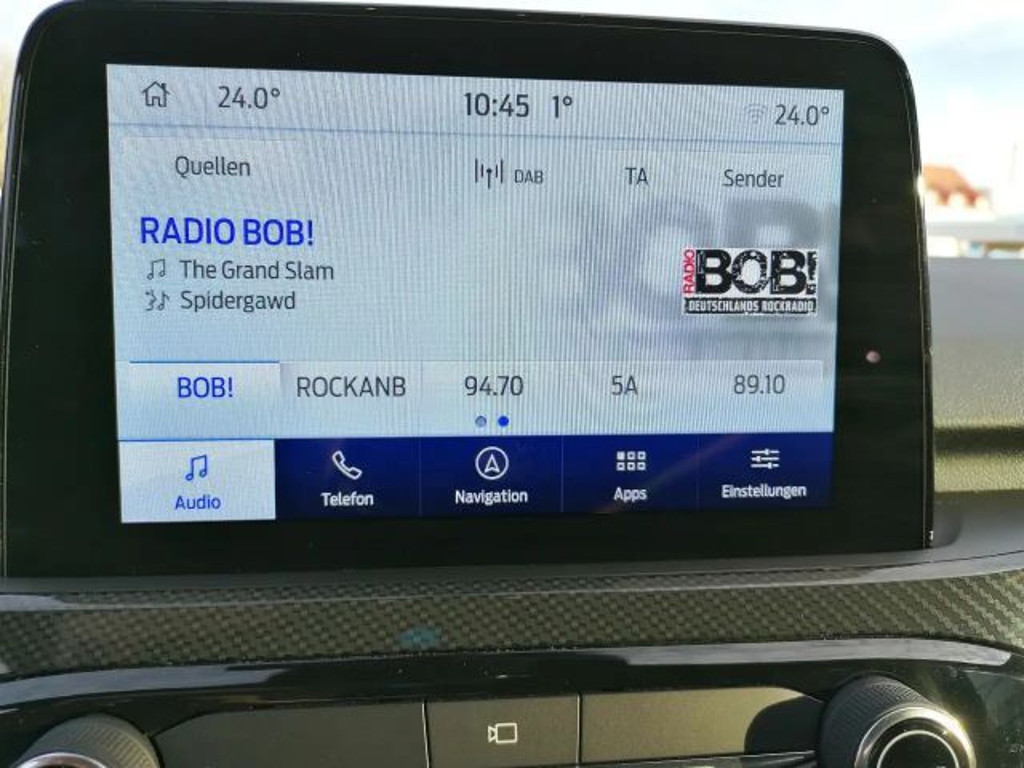 24.0° 10:45 1° 24.0°
Quellen DAB TA Sender
RADIO BOB!
The Grand Slam
Spidergawd
RADIO BOB!
DEUTSCHLANDS ROCKRADIO
BOB! ROCKANB 94.70 5A 89.10
Audio Telefon Navigation Apps Einstellungen